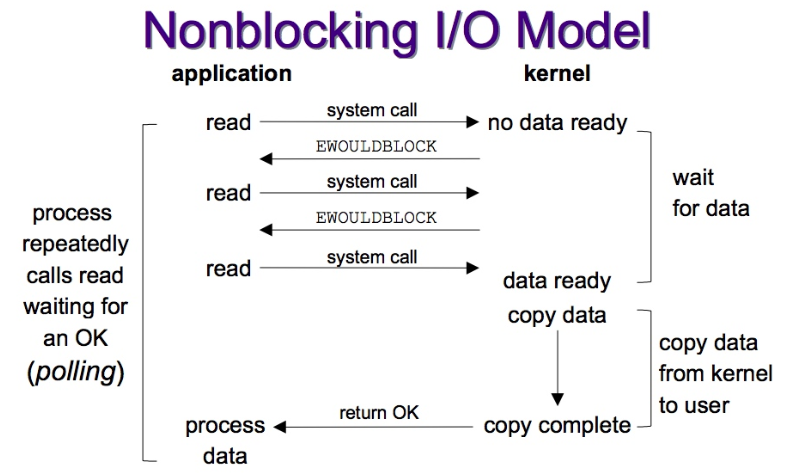 Nonblocking I/O Model
application
kernel
read
system call
no data ready
EWOULDBLOCK
read
system call
EWOULDBLOCK
read
system call
data ready
copy data
return OK
copy complete
process
data
process
repeatedly
calls read
waiting for
an OK
(polling)
wait
for data
copy data
from kernel
to user